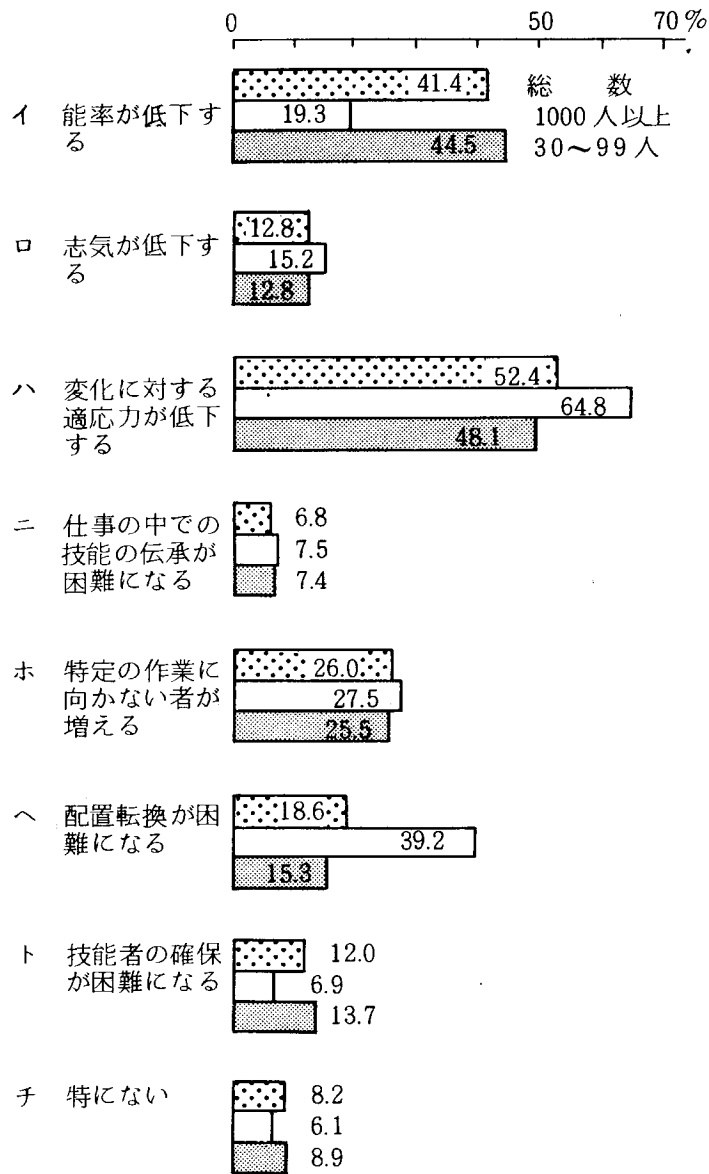 0 50 70%
イ 能率が低下す
る
41.4 総数
19.3 1000人以上
44.5 30~99人
ロ 志気が低下す
る
12.8
15.2
12.8
ハ 変化に対する
適応力が低下
する
52.4
64.8
48.1
ニ 仕事の中での
技能の伝承が
困難になる
6.8
7.5
7.4
ホ 特定の作業に
向かない者が
増える
26.0
27.5
25.5
ヘ 配置転換が困
難になる
18.6
39.2
15.3
ト 技能者の確保
が困難になる
12.0
6.9
13.7
チ 特にない
8.2
6.1
8.9